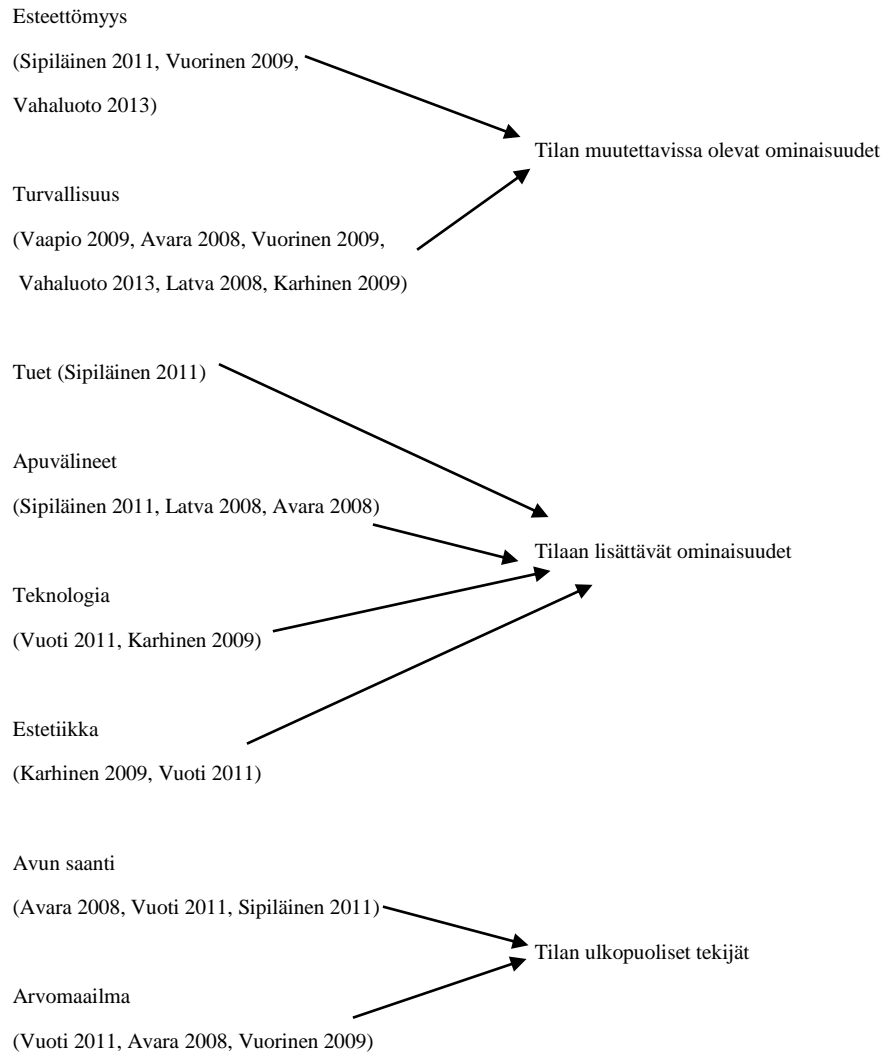 Esteettömyys
(Sipiläinen 2011, Vuorinen 2009,
Vahaluoto 2013)
Tilan muutettavissa olevat ominaisuudet
Turvallisuus
(Vaapio 2009, Avara 2008, Vuorinen 2009,
Vahaluoto 2013, Latva 2008, Karhinen 2009)
Tuet (Sipiläinen 2011)
Apuvälineet
(Sipiläinen 2011, Latva 2008, Avara 2008)
Tilaan lisättävät ominaisuudet
Teknologia
(Vuoti 2011, Karhinen 2009)
Estetiikka
(Karhinen 2009, Vuoti 2011)
Avun saanti
(Avara 2008, Vuoti 2011, Sipiläinen 2011)
Tilan ulkopuoliset tekijät
Arvomaailma
(Vuoti 2011, Avara 2008, Vuorinen 2009)